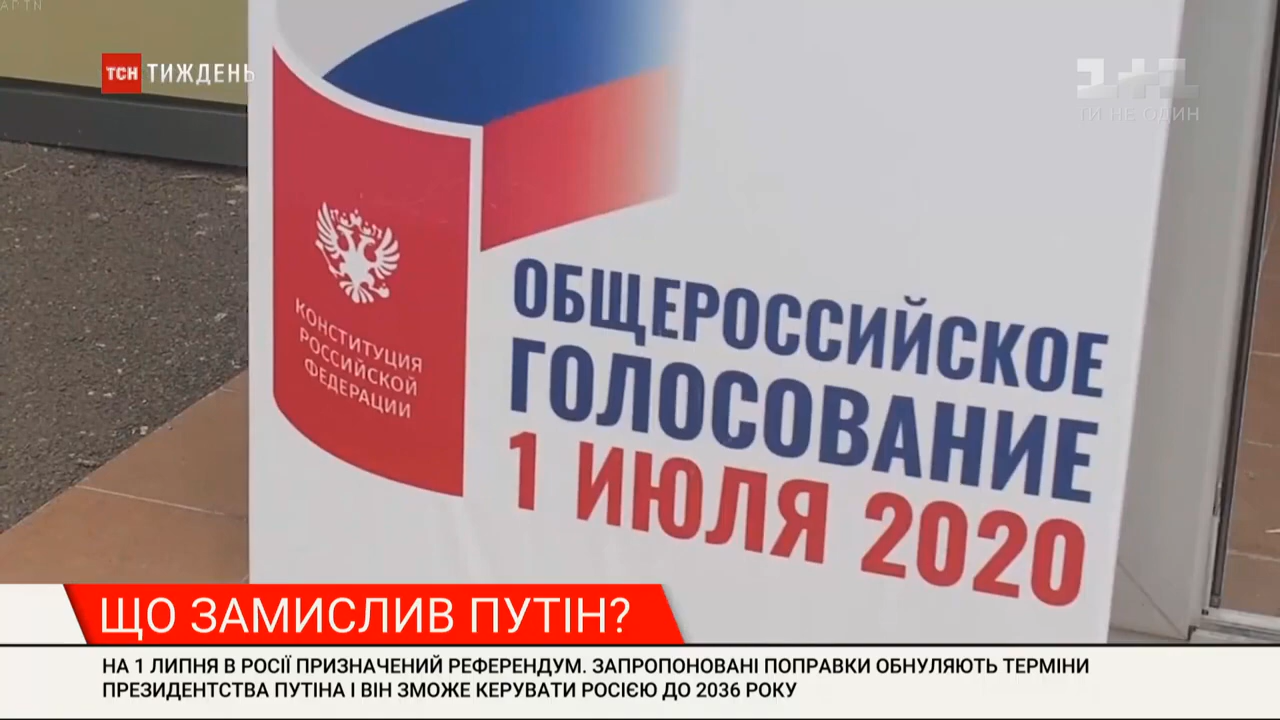 ТСН ТИЖДЕНЬ
1+1
ТИ НЕ ОДИН
КОНСТИТУЦИЯ
РОССИЙСКОЙ
ФЕДЕРАЦИИ
ОБЩЕРОССИЙСКОЕ
ГОЛОСОВАНИЕ
1 ИЮЛЯ 2020
ЩО ЗАМИСЛИВ ПУТІН?
НА 1 ЛИПНЯ В РОСІЇ ПРИЗНАЧЕНИЙ РЕФЕРЕНДУМ. ЗАПРОПОНОВАНІ ПОПРАВКИ ОБНУЛЯЮТЬ ТЕРМІНИ
ПРЕЗИДЕНТСТВА ПУТІНА І ВІН ЗМОЖЕ КЕРУВАТИ РОСІЄЮ ДО 2036 РОКУ